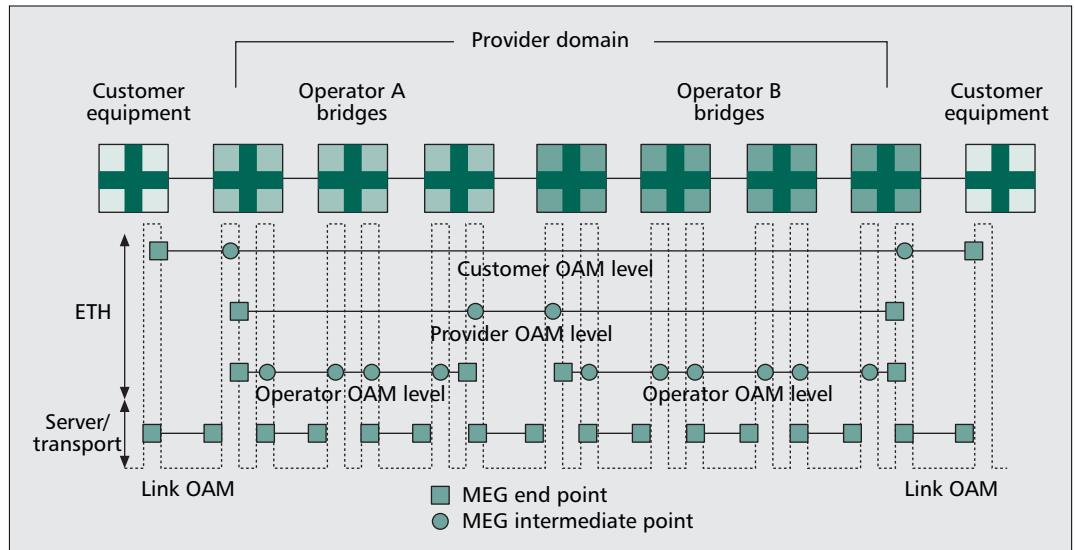 Provider domain
Customer
equipment
Operator A
bridges
Operator B
bridges
Customer
equipment
ETH
Customer OAM level
Provider OAM level
Operator OAM level
Operator OAM level
Server/
transport
Link OAM
Link OAM
MEG end point
MEG intermediate point